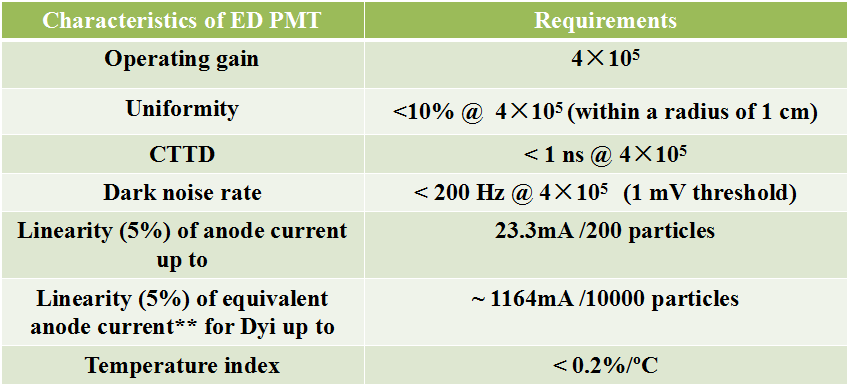 Characteristics of ED PMT Requirements
Operating gain 4×10⁵
Uniformity <10% @ 4×10⁵ (within a radius of 1 cm)
CTTD < 1 ns @ 4×10⁵
Dark noise rate < 200 Hz @ 4×10⁵ (1 mV threshold)
Linearity (5%) of anode current 23.3mA /200 particles
up to
Linearity (5%) of equivalent ~ 1164mA /10000 particles
anode current** for Dyi up to
Temperature index < 0.2%/ºC